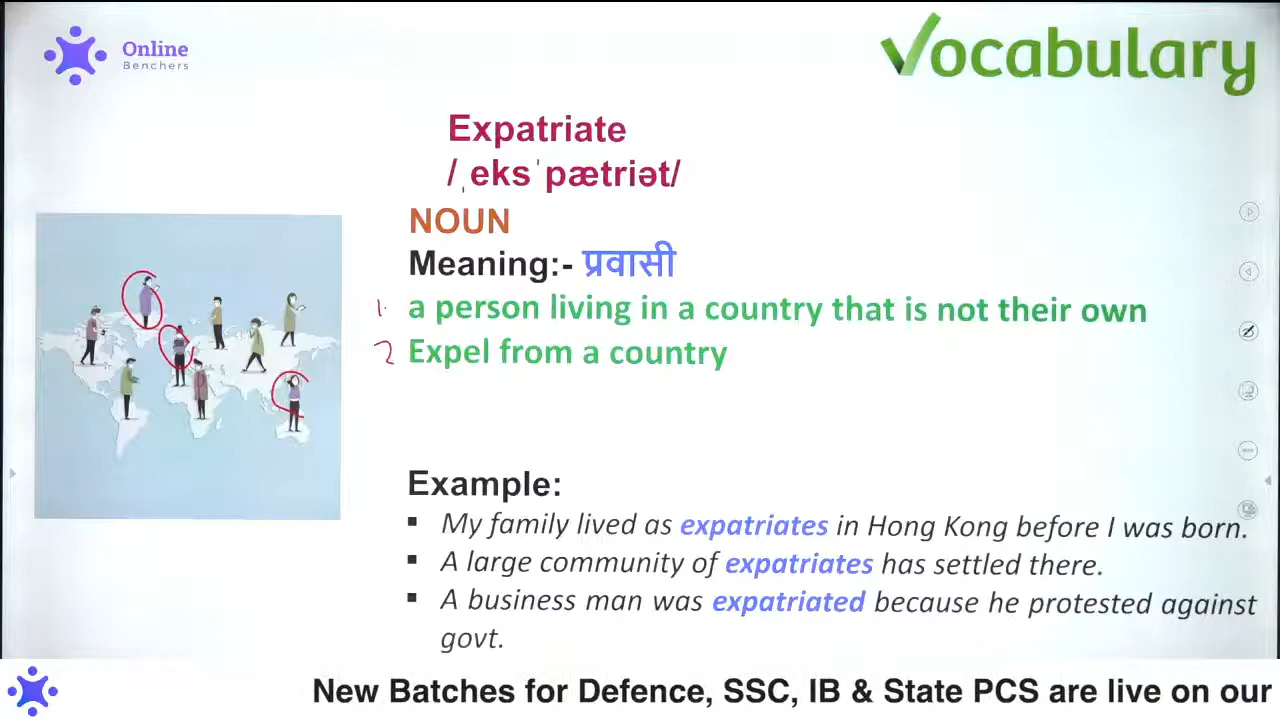 Online
Benchers
Vocabulary
Expatriate
/ˌeksˈpætriət/
NOUN
Meaning:- प्रवासी
1. a person living in a country that is not their own
2 Expel from a country
Example:
▪ My family lived as expatriates in Hong Kong before I was born.
▪ A large community of expatriates has settled there.
▪ A business man was expatriated because he protested against
govt.
New Batches for Defence, SSC, IB & State PCS are live on our